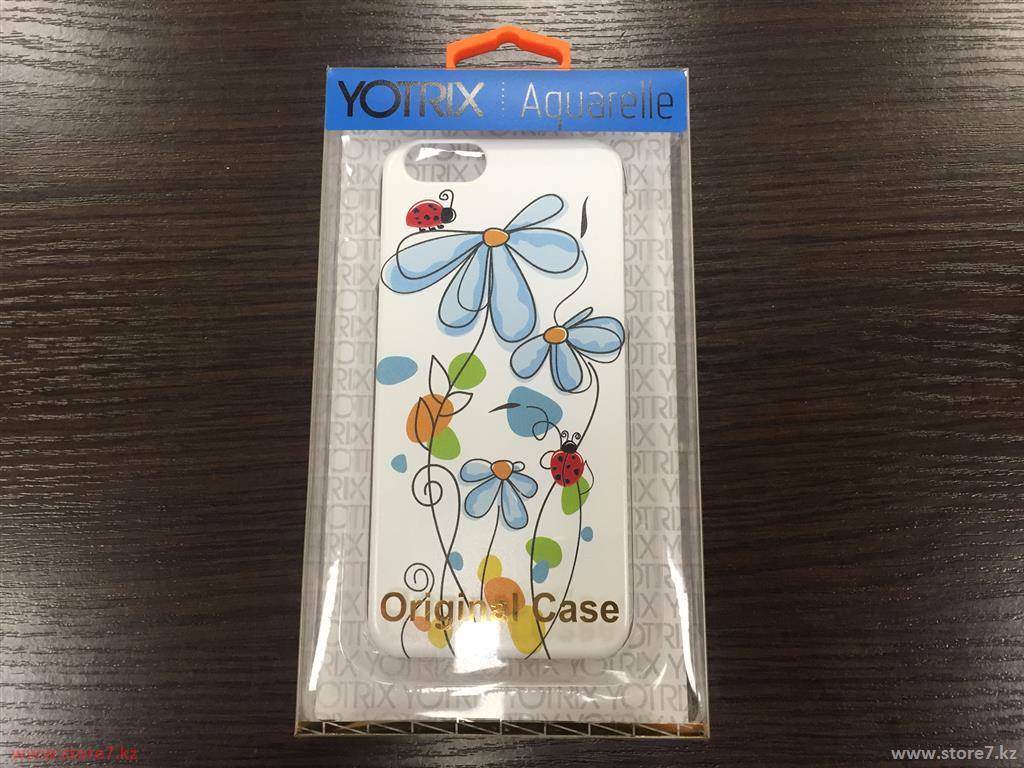 YOTRIX Aquarelle
Original Case
www.store7.kz www.store7.kz